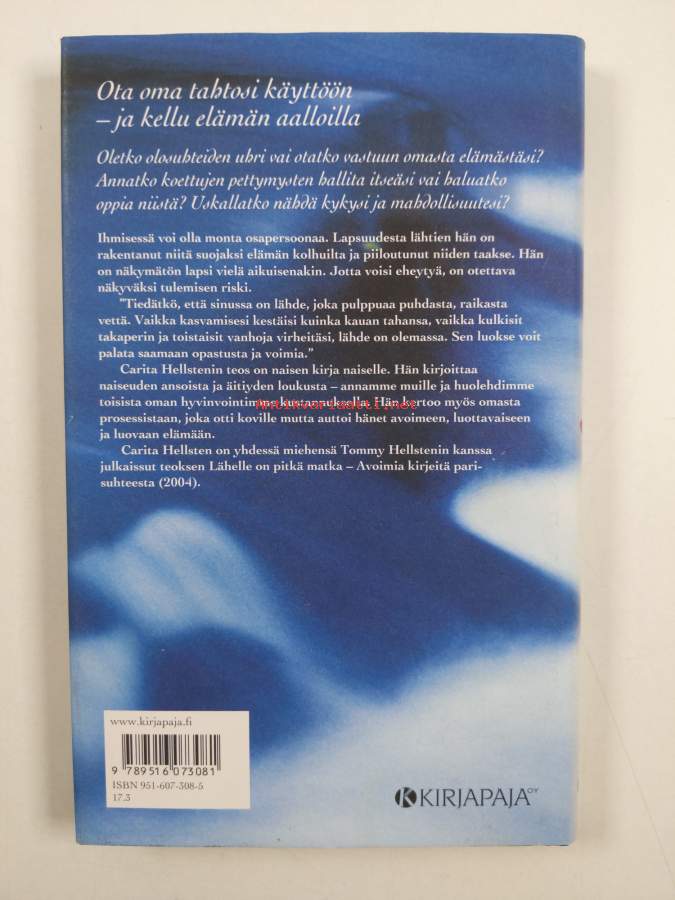 Ota oma tahtosi käyttöön
– ja kellu elämän aalloilla
Oletko olosuhteiden uhri vai otatko vastuun omasta elämästäsi?
Annatko koettujen pettymysten hallita itseäsi vai haluatko
oppia niistä? Uskallatko nähdä kykysi ja mahdollisuutesi?
Ihmisessä voi olla monta osapersoonaa. Lapsuudesta lähtien hän on
rakentanut niitä suojaksi elämän kolhuilta ja piiloutunut niiden taakse. Hän
on näkymätön lapsi vielä aikuisenakin. Jotta voisi eheytyä, on otettava
näkyväksi tulemisen riski.
"Tiedätkö, että sinussa on lähde, joka pulppuaa puhdasta, raikasta
vettä. Vaikka kasvamisesi kestäisi kuinka kauan tahansa, vaikka kulkisit
takaperin ja toistaisit vanhoja virheitäsi, lähde on olemassa. Sen luokse voit
palata saamaan opastusta ja voimia."
Carita Hellstenin teos on naisen kirja naiselle. Hän kirjoittaa
naiseuden ansoista ja äitiyden loukusta – annamme muille ja huolehdimme
toisista oman hyvinvointimme kustannuksella. Hän kertoo myös omasta
Antikvariaatti.net
prosessistaan, joka otti koville mutta auttoi hänet avoimeen, luottavaiseen
ja luovaan elämään.
Carita Hellsten on yhdessä miehensä Tommy Hellstenin kanssa
julkaissut teoksen Lähelle on pitkä matka – Avoimia kirjeitä pari-
suhteesta (2004).
www.kirjapaja.fi
9 789516 073081
ISBN 951-607-308-5
17.3
KIRJAPAJA OY